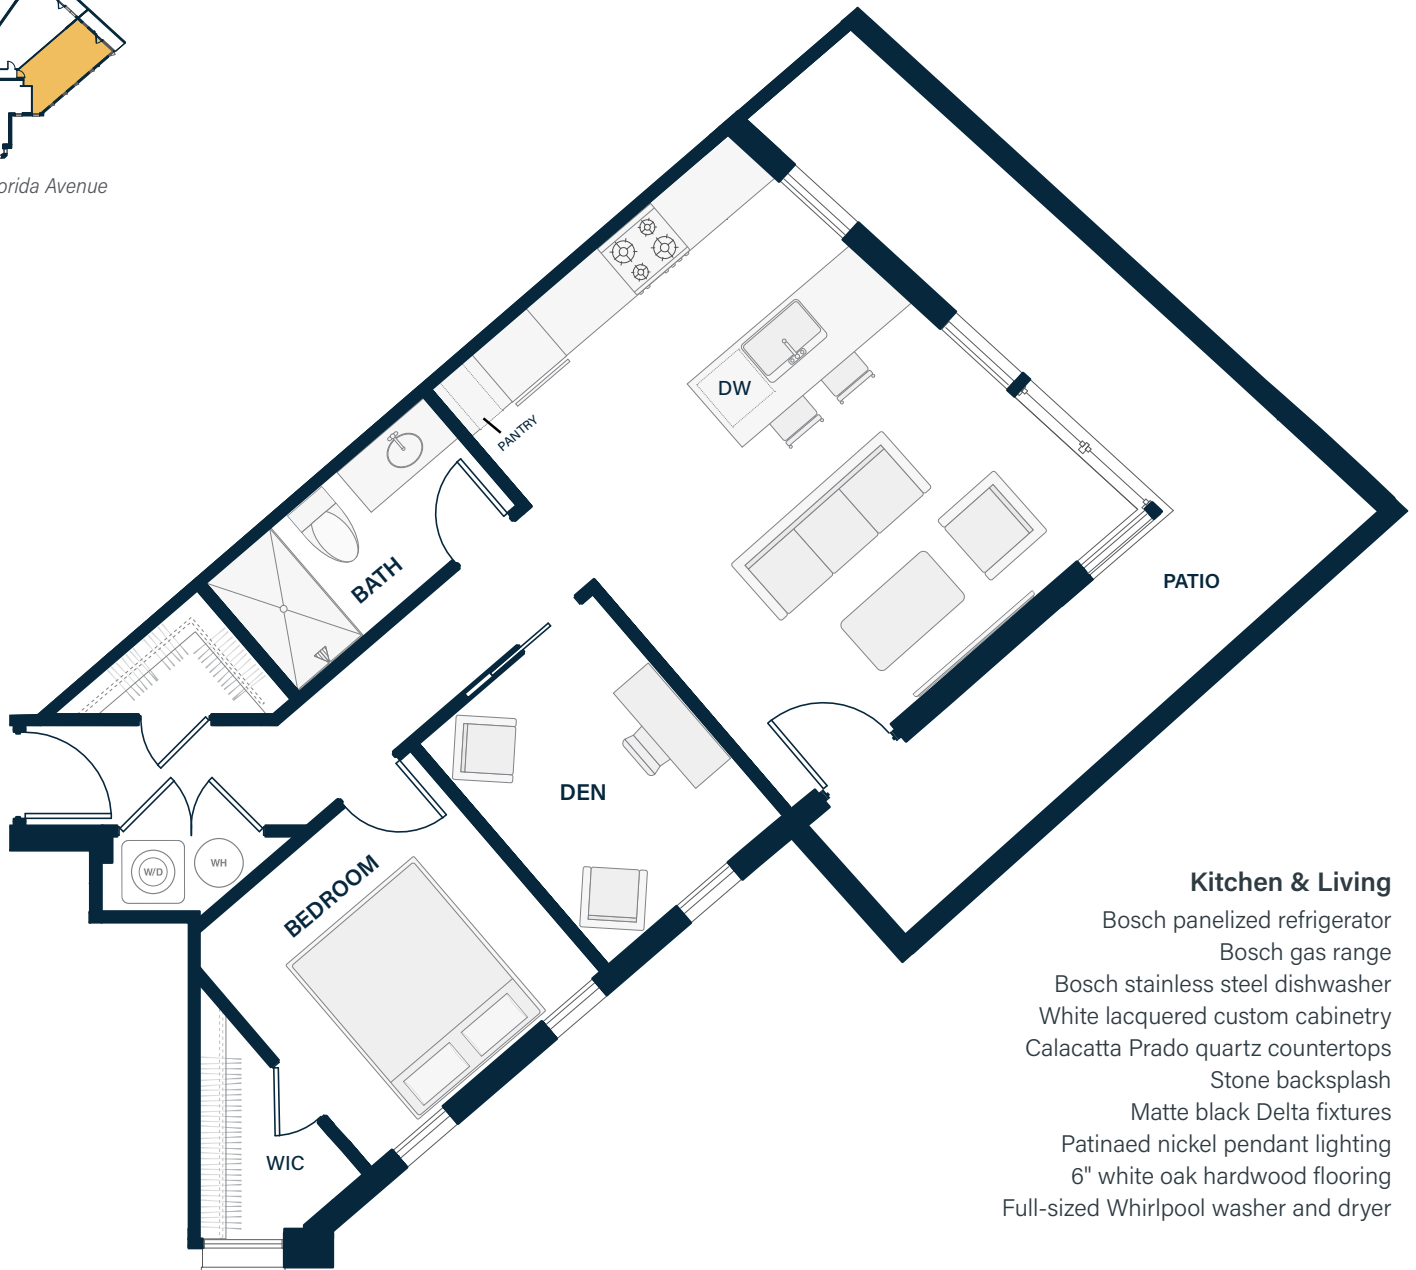 orida Avenue
DW
PANTRY
BATH
PATIO
DEN
W/D
WH
BEDROOM
WIC
Kitchen & Living
Bosch panelized refrigerator
Bosch gas range
Bosch stainless steel dishwasher
White lacquered custom cabinetry
Calacatta Prado quartz countertops
Stone backsplash
Matte black Delta fixtures
Patinaed nickel pendant lighting
6" white oak hardwood flooring
Full-sized Whirlpool washer and dryer